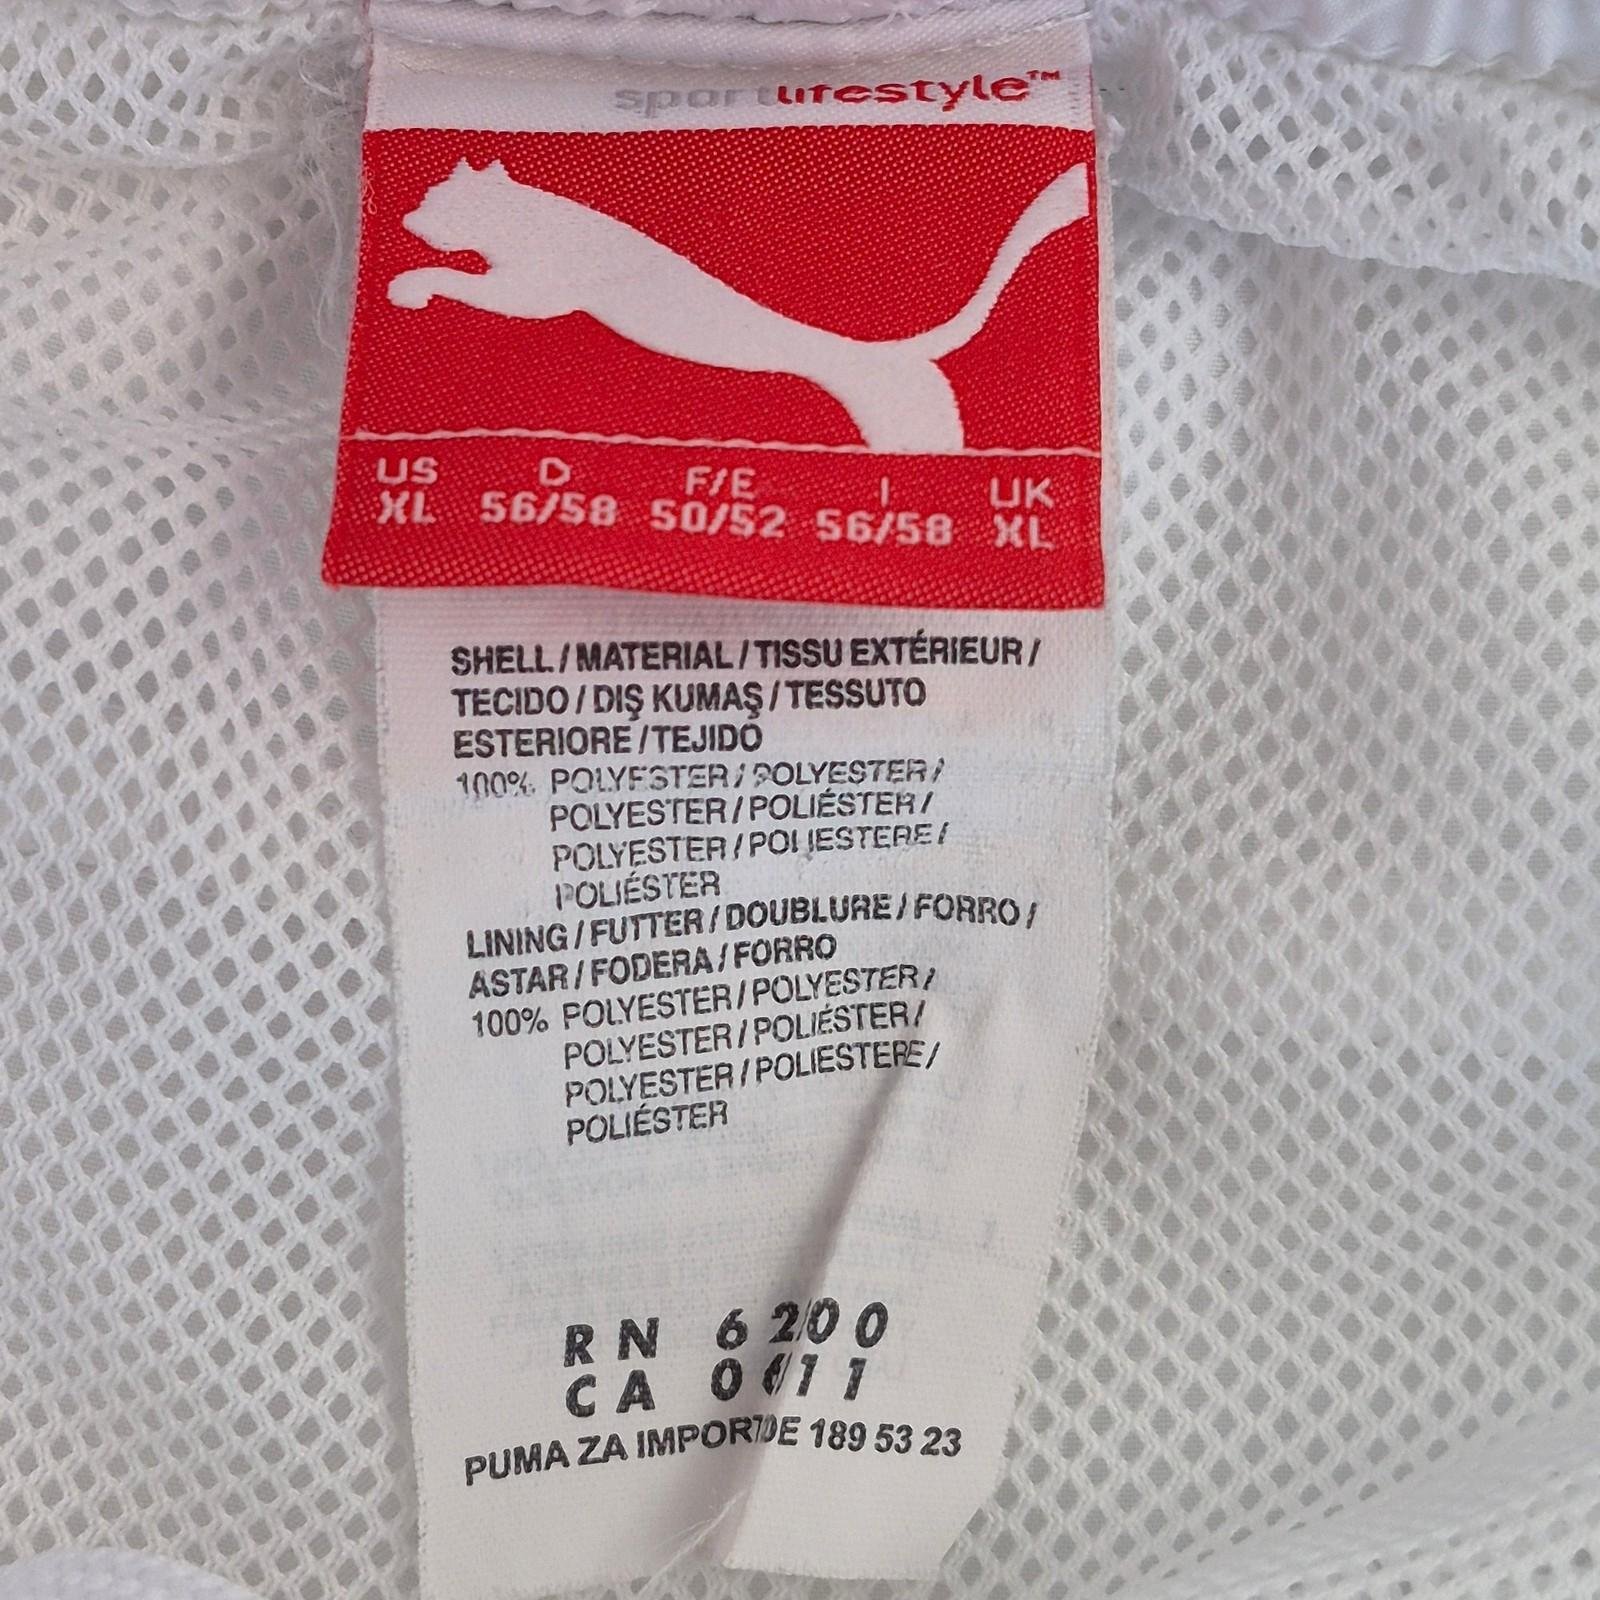 sportlifestyle™
US D F/E I UK
XL 56/58 50/52 56/58 XL
SHELL / MATERIAL / TISSU EXTÉRIEUR /
TECIDO / DIŞ KUMAŞ / TESSUTO
ESTERIORE / TEJIDO
100% POLYESTER / POLYESTER /
POLYESTER / POLIÉSTER /
POLYESTER / POLIESTERE /
POLIÉSTER
LINING / FUTTER / DOUBLURE / FORRO /
ASTAR / FODERA / FORRO
100% POLYESTER / POLYESTER /
POLYESTER / POLIÉSTER /
POLYESTER / POLIESTERE /
POLIÉSTER
RN
CA
PUMA ZA 189 53 23